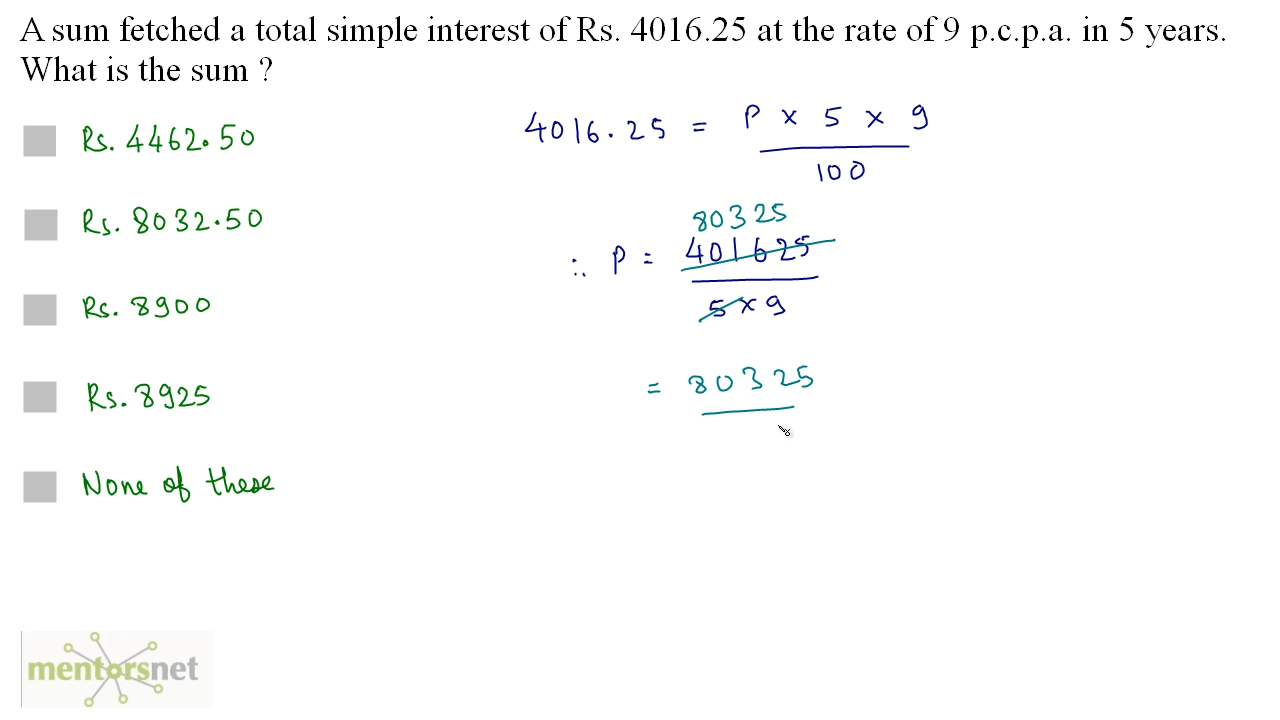 A sum fetched a total simple interest of Rs. 4016.25 at the rate of 9 p.c.p.a. in 5 years.
What is the sum ?
Rs. 4462.50
Rs. 8032.50
Rs. 8900
Rs. 8925
None of these
4016.25 = P x 5 x 9
100
80325
∴ P = 401625
5 x 9
= 80325
mentorsnet